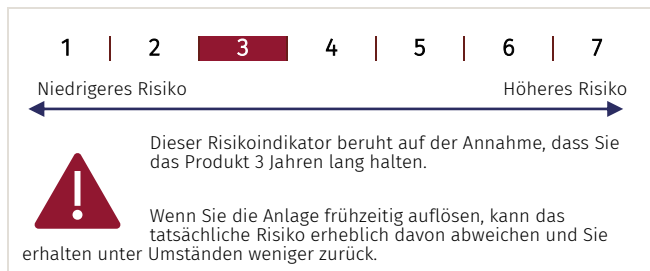 1 2 3 4 5 6 7
Niedrigeres Risiko Höheres Risiko
Dieser Risikoindikator beruht auf der Annahme, dass Sie
das Produkt 3 Jahren lang halten.
Wenn Sie die Anlage frühzeitig auflösen, kann das
tatsächliche Risiko erheblich davon abweichen und Sie
erhalten unter Umständen weniger zurück.